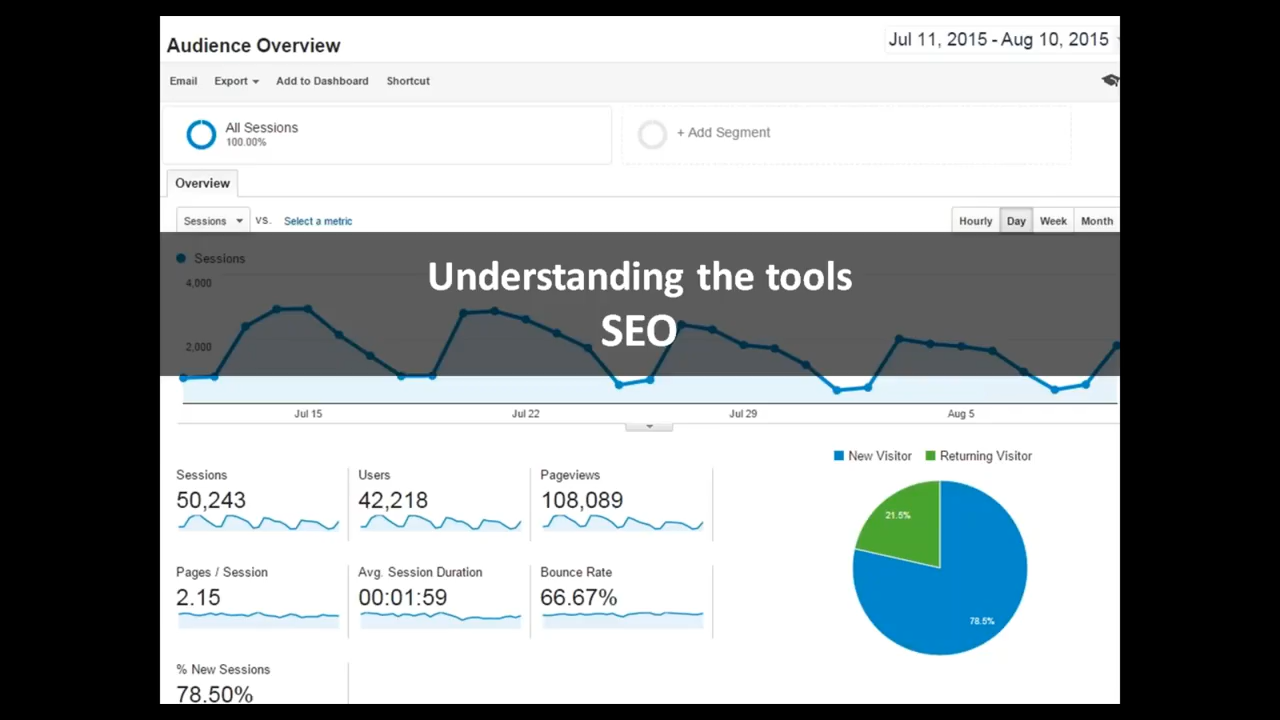 Audience Overview
Jul 11, 2015 - Aug 10, 2015
Email Export Add to Dashboard Shortcut
All Sessions
100.00%
+ Add Segment
Overview
Sessions VS. Select a metric
Hourly Day Week Month
Sessions
4,000
2,000
Understanding the tools
SEO
Jul 15 Jul 22 Jul 29 Aug 5
New Visitor Returning Visitor
Sessions Users Pageviews
50,243 42,218 108,089
21.5%
Pages / Session Avg. Session Duration Bounce Rate
2.15 00:01:59 66.67%
78.5%
% New Sessions
78.50%